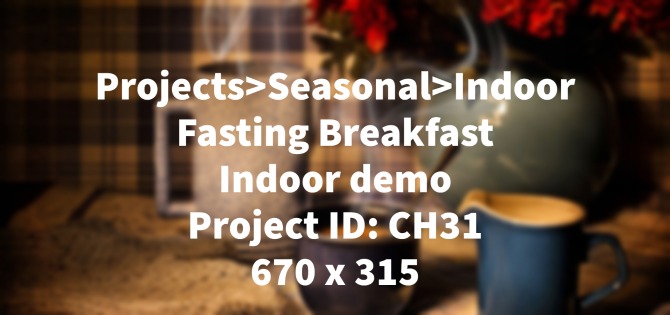 Projects>Seasonal>Indoor
Fasting Breakfast
Indoor demo
Project ID: CH31
670 x 315